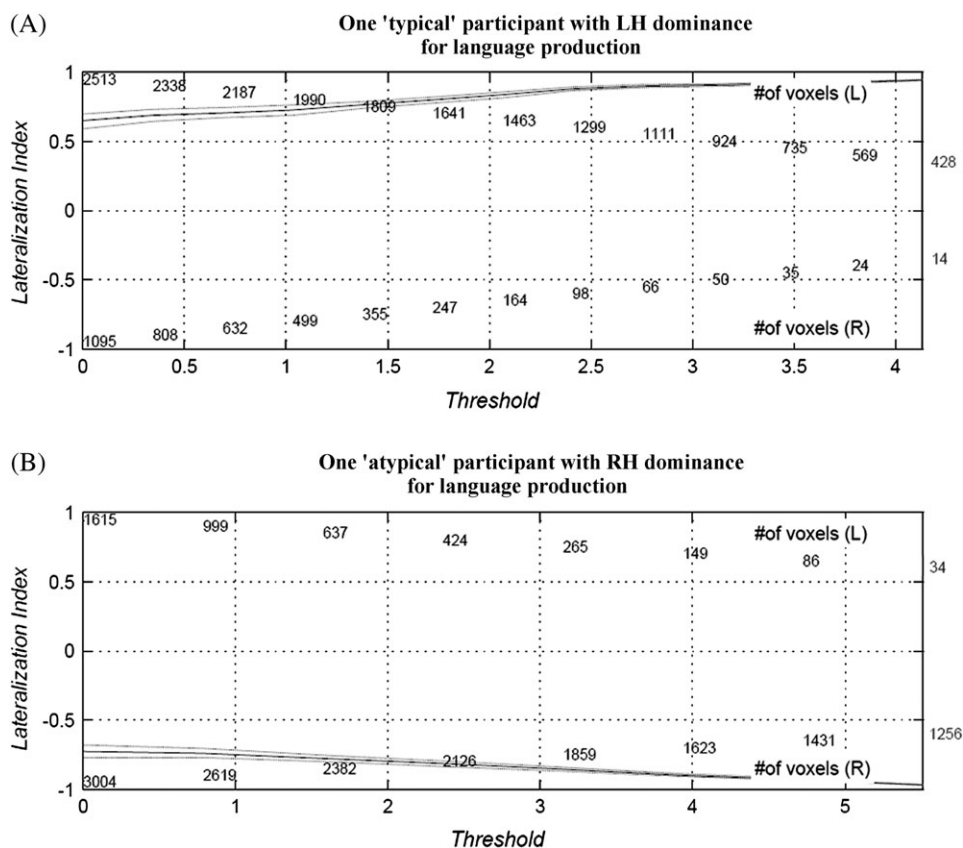 (A)
One 'typical' participant with LH dominance
for language production
Lateralization Index
1
0.5
0
-0.5
-1
2513 2338 2187 1990 1809 1641 1463 1299 1111 924 735 569 428
#of voxels (L)
1095 808 632 499 355 247 164 98 66 50 35 24 14
#of voxels (R)
0 0.5 1 1.5 2 2.5 3 3.5 4
Threshold
(B)
One 'atypical' participant with RH dominance
for language production
Lateralization Index
1
0.5
0
-0.5
-1
1615 999 637 424 265 149 86 34
#of voxels (L)
3004 2619 2382 2126 1859 1623 1431 1256
#of voxels (R)
0 1 2 3 4 5
Threshold